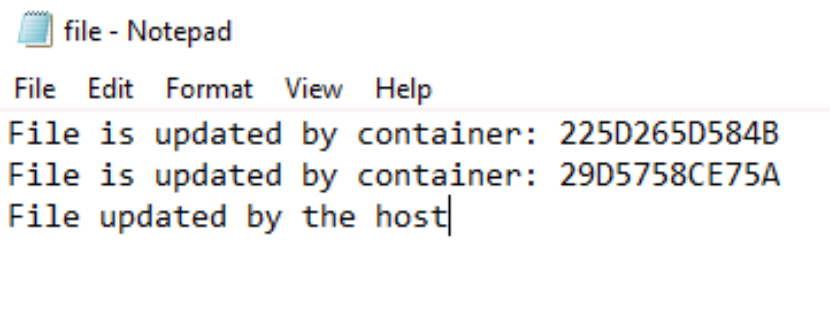 file - Notepad
File Edit Format View Help
File is updated by container: 225D265D584B
File is updated by container: 29D5758CE75A
File updated by the host